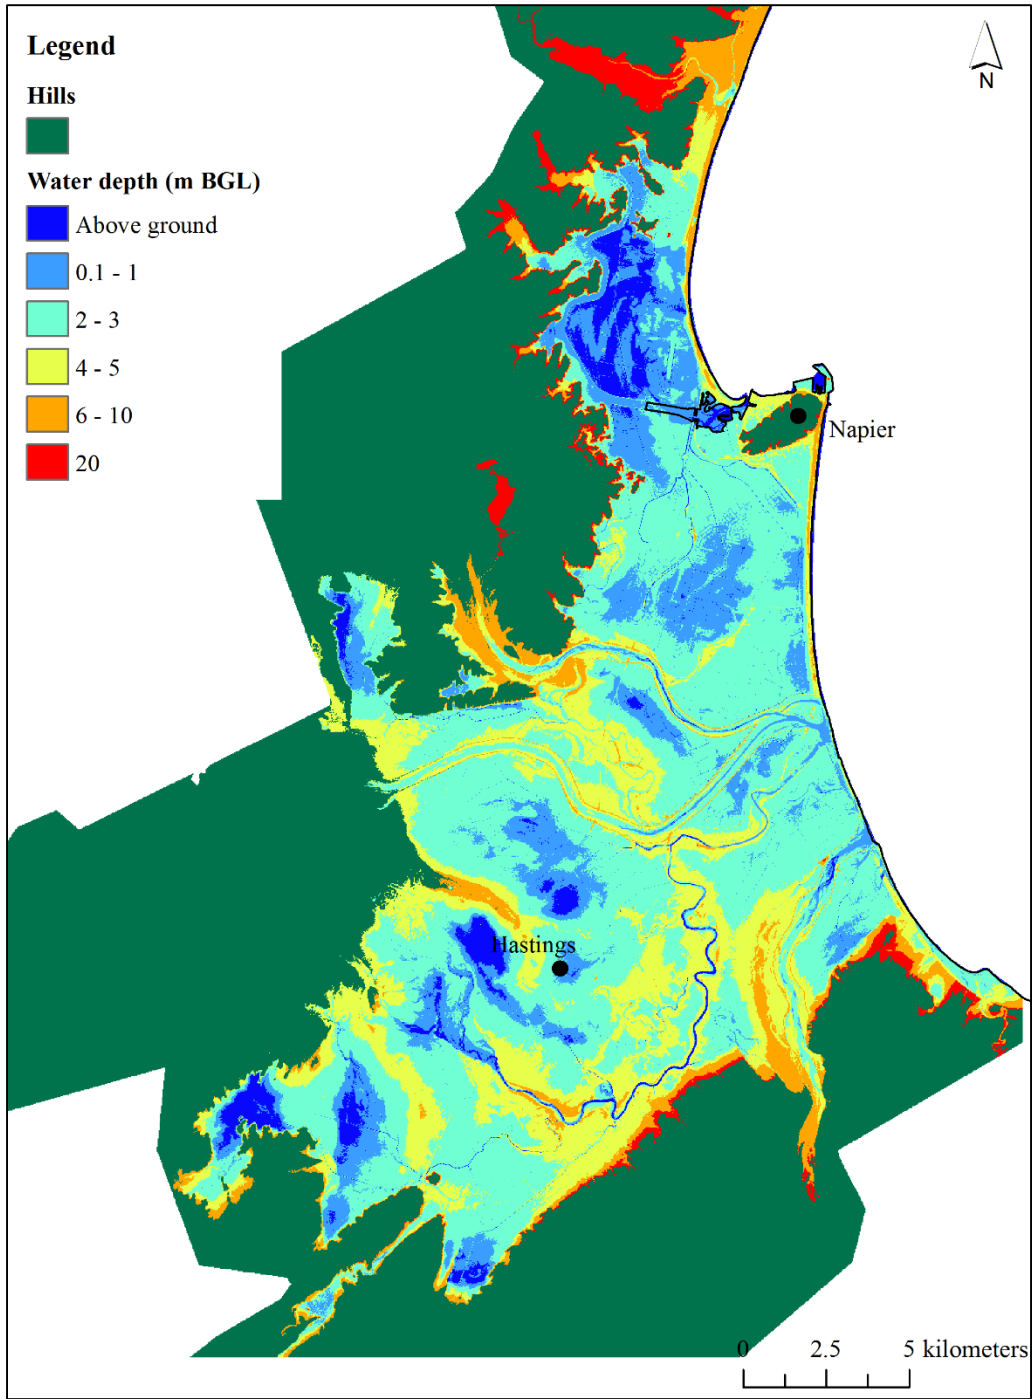 Legend
N
Hills
Water depth (m BGL)
Above ground
0.1 - 1
2 - 3
4 - 5
6 - 10
20
Napier
Hastings
0 2.5 5 kilometers